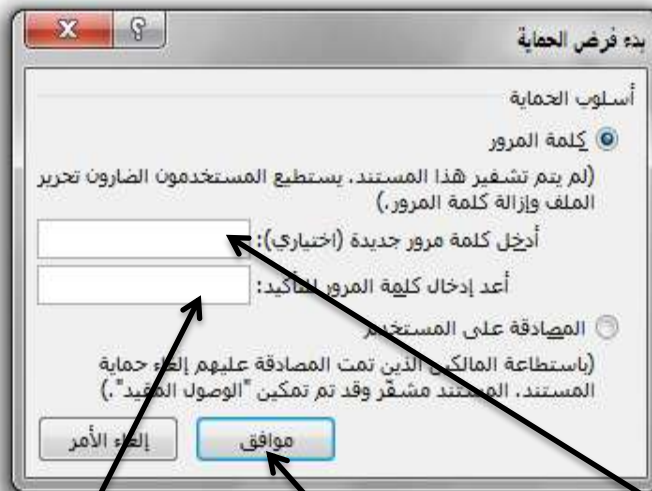 بدء فرض الحماية
أسلوب الحماية
كلمة المرور
(لم يتم تشفير هذا المستند. يستطيع المستخدمون الضارون تحرير
الملف وإزالة كلمة المرور.)
أدخل كلمة مرور جديدة (اختياري):
أعد إدخال كلمة المرور للتأكيد:
المصادقة على المستخدم
(باستطاعة المالكين الذين تمت المصادقة عليهم إلغاء حماية
المستند. المستند مشفّر وقد تم تمكين "الوصول المقيد".)
موافق
إلغاء الأمر